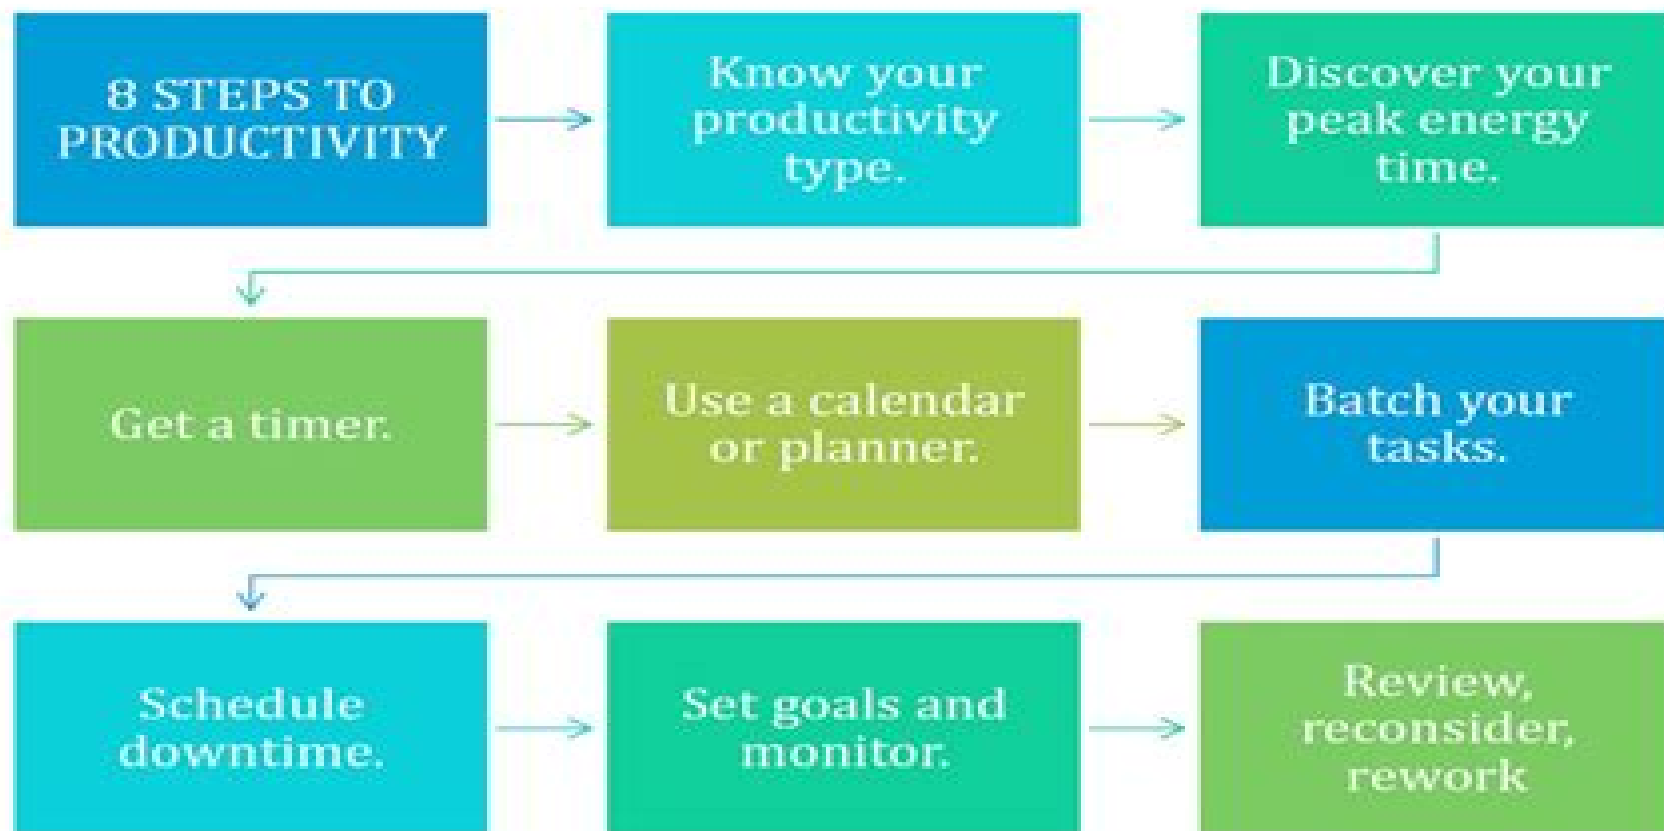 8 STEPS TO
PRODUCTIVITY
Know your
productivity
type.
Discover your
peak energy
time.
Get a timer.
Use a calendar
or planner.
Batch your
tasks.
Schedule
downtime.
Set goals and
monitor.
Review,
reconsider,
rework